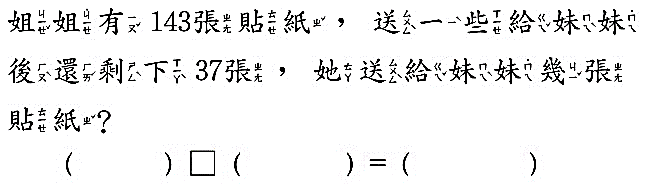 姐姐有 143張貼紙，送一些給妹妹
後還剩下 37張，她送給妹妹幾張
貼紙？
(　　　) □ (　　　) = (　　　)